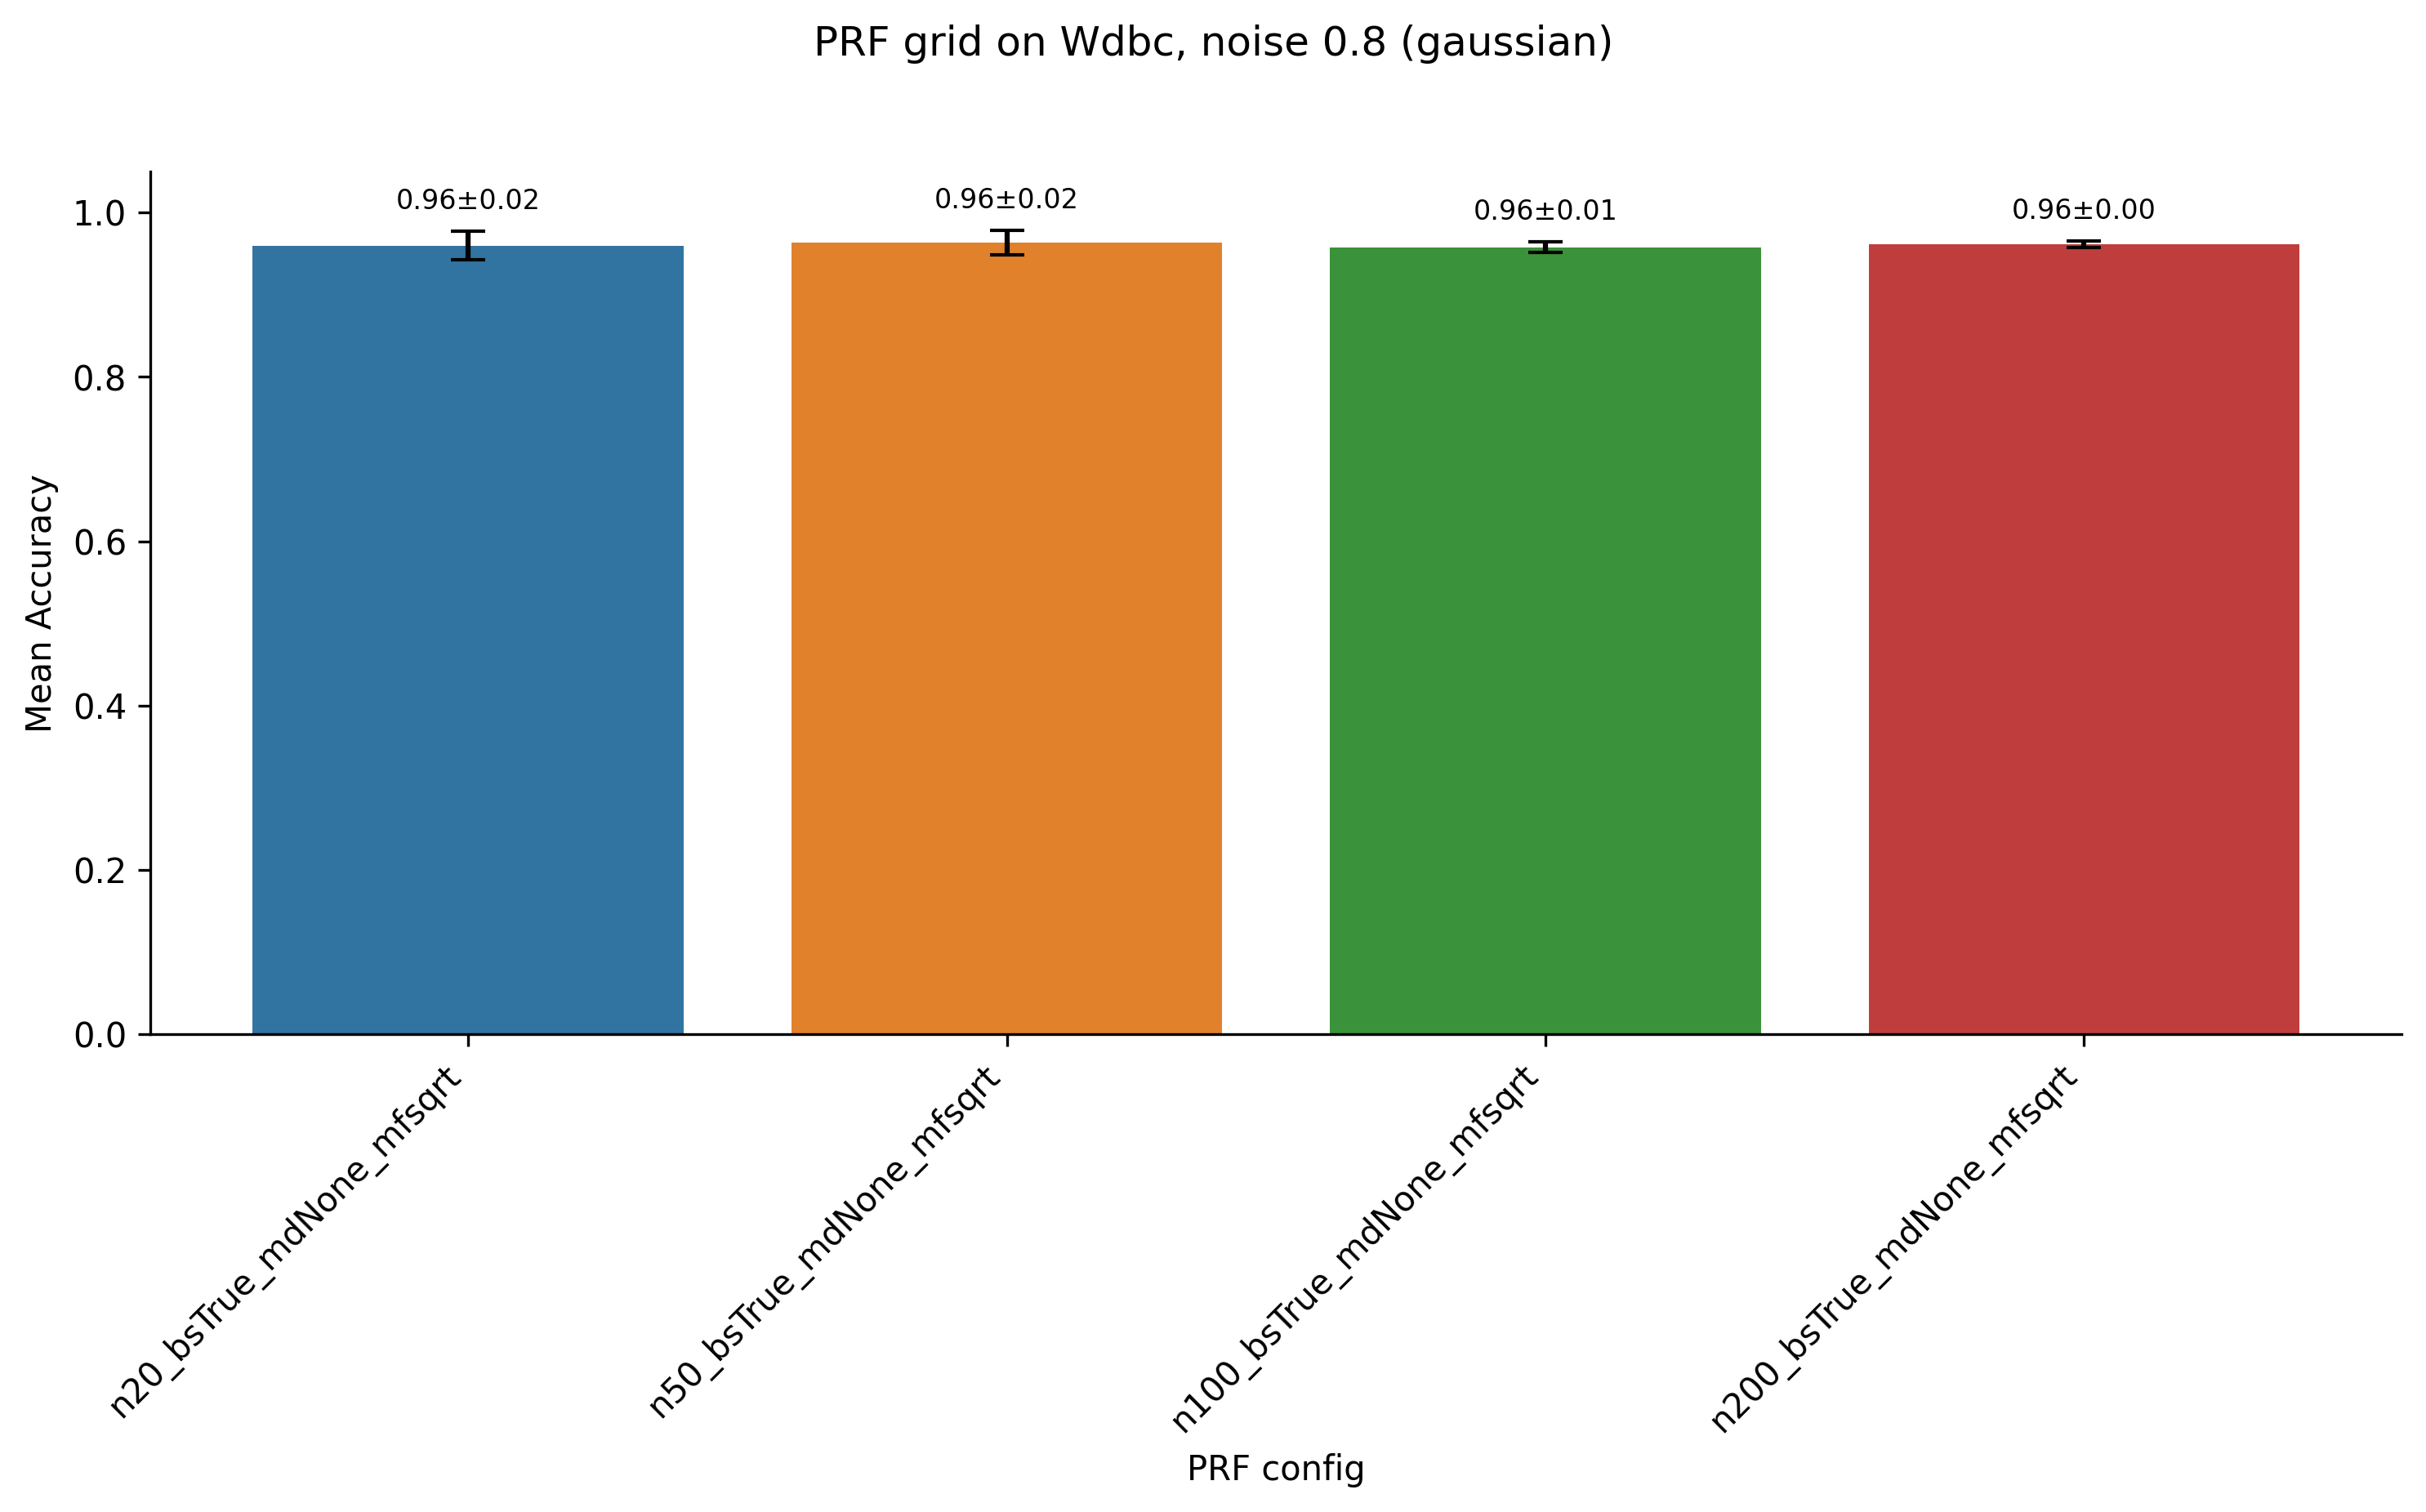 PRF grid on Wdbc, noise 0.8 (gaussian)
0.96±0.02
0.96±0.02
0.96±0.01
0.96±0.00
1.0
0.8
0.6
0.4
0.2
0.0
Mean Accuracy
n20_bsTrue_mdNone_mfsqrt
n50_bsTrue_mdNone_mfsqrt
n100_bsTrue_mdNone_mfsqrt
n200_bsTrue_mdNone_mfsqrt
PRF config